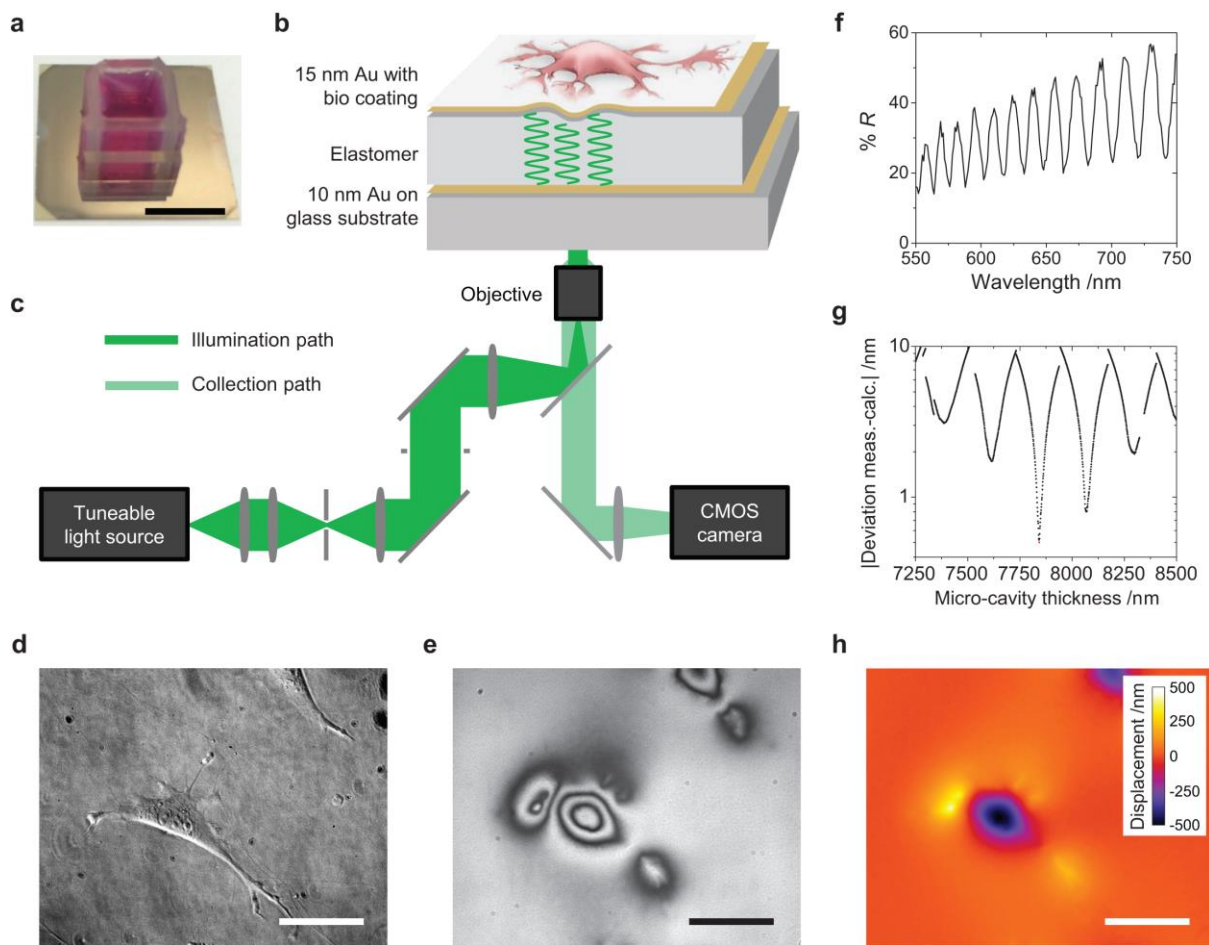 a
b
15 nm Au with
bio coating
Elastomer
10 nm Au on
glass substrate
Objective
c
Illumination path
Collection path
Tuneable
light source
CMOS
camera
f
60
40
20
0
% R
550 600 650 700 750
Wavelength /nm
g
10
1
|Deviation meas.-calc.| /nm
7250 7500 7750 8000 8250 8500
Micro-cavity thickness /nm
d
e
h
Displacement /nm
500
250
0
-250
-500